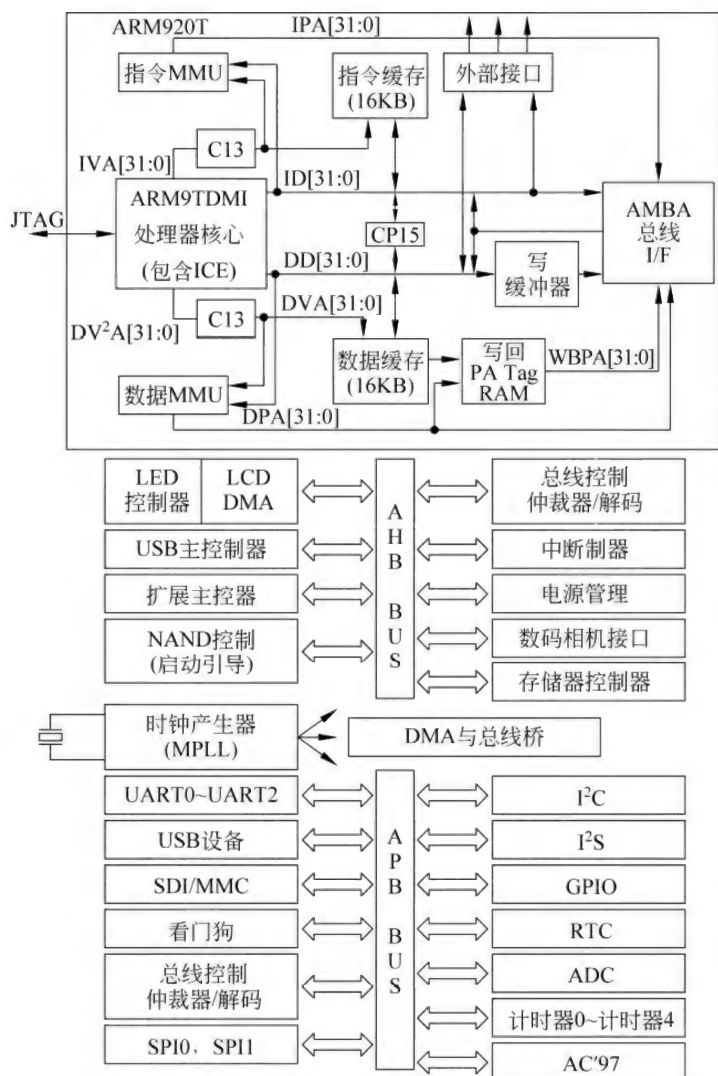 ARM920T
IPA[31:0]
指令MMU
指令缓存
(16KB)
外部接口
C13
IVA[31:0]
ID[31:0]
ARM9TDMI
处理器核心
(包含ICE)
JTAG
CP15
AMBA
总线
I/F
DD[31:0]
写
缓冲器
DV²A[31:0]
C13
DVA[31:0]
数据缓存
(16KB)
写回
PA Tag
RAM
WBPA[31:0]
数据MMU
DPA[31:0]
LED
控制器
LCD
DMA
USB主控制器
扩展主控器
NAND控制
(启动引导)
AHB BUS
总线控制
仲裁器/解码
中断制器
电源管理
数码相机接口
存储器控制器
时钟产生器
(MPLL)
DMA与总线桥
UART0~UART2
USB设备
SDI/MMC
看门狗
总线控制
仲裁器/解码
SPI0，SPI1
APB BUS
I²C
I²S
GPIO
RTC
ADC
计时器0~计时器4
AC'97